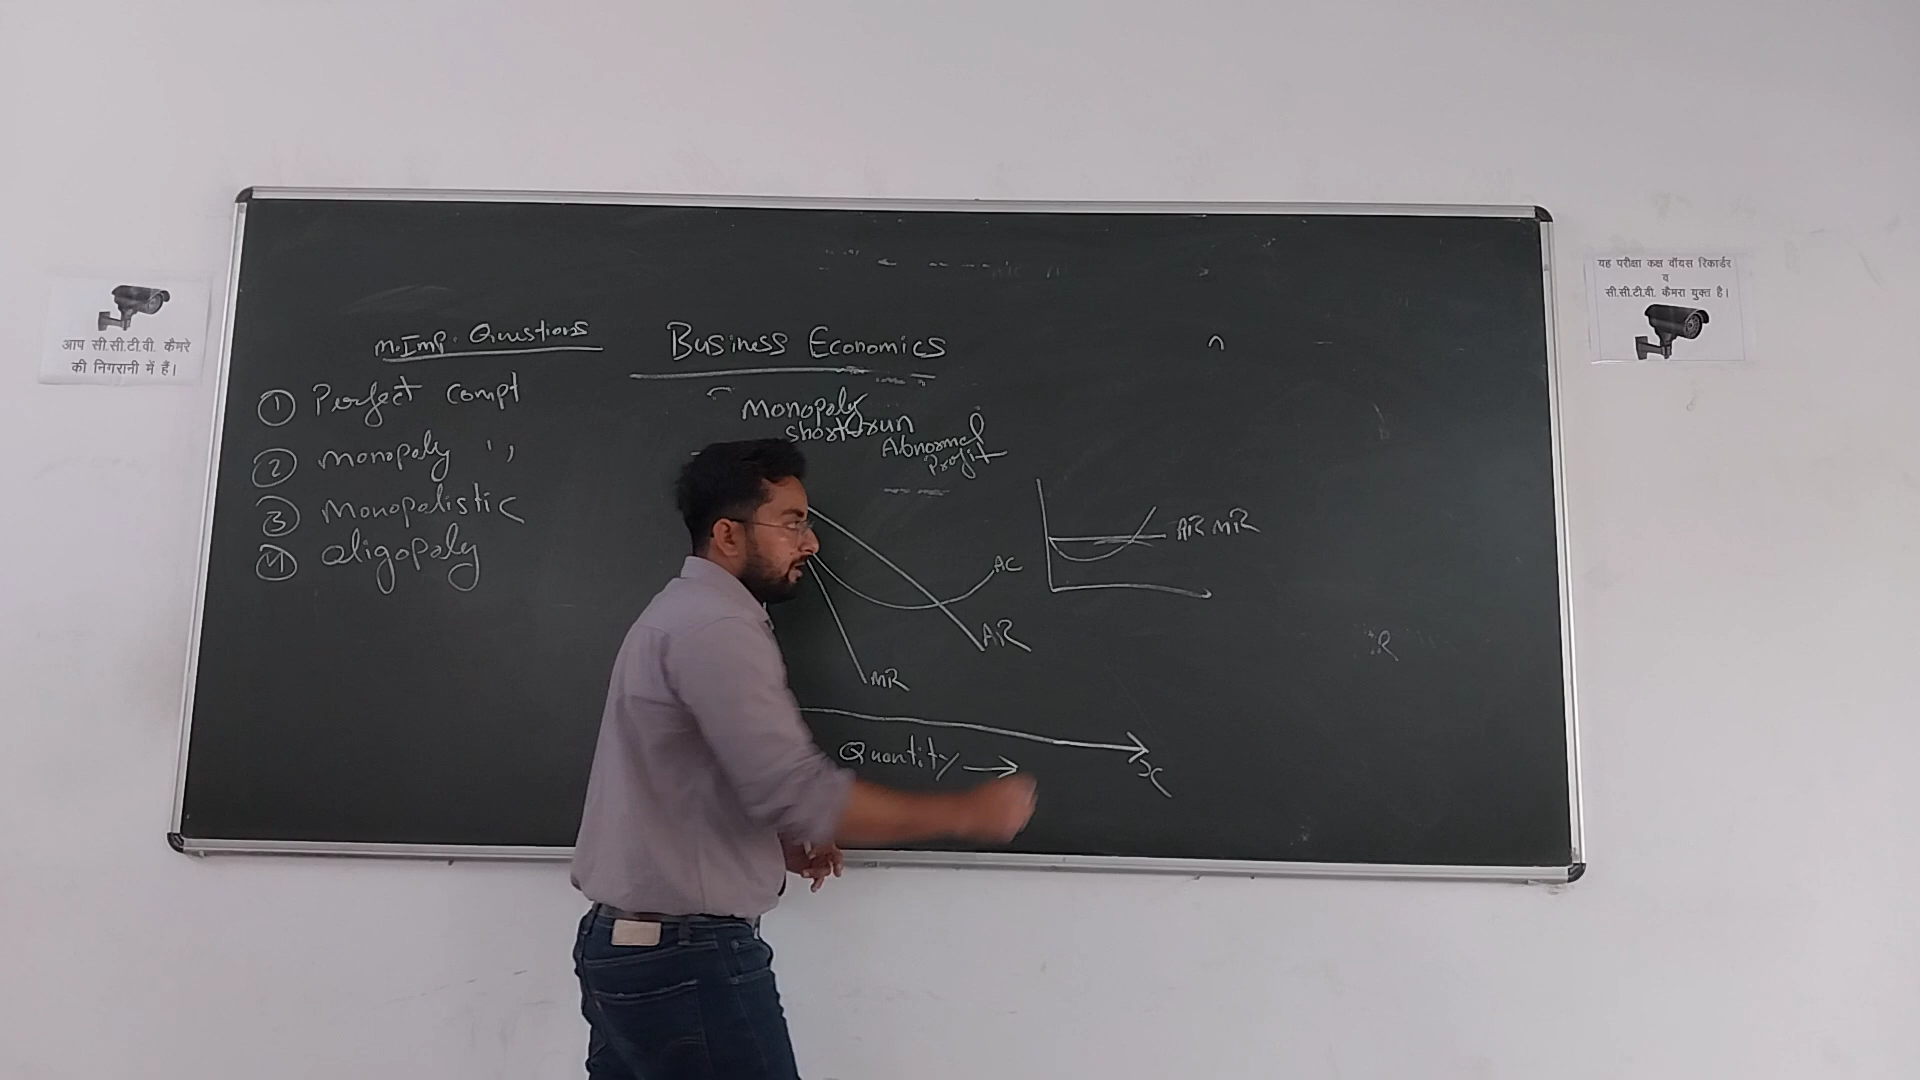 आप सी.सी.टी.वी. कैमरे
की निगरानी में हैं।
M.Imp. Questions
① Perfect Compt
② Monopoly ,,
③ Monopolistic
④ Oligopoly
Business Economics
Monopoly
Short-run
Abnormal
Profit
AC
AR
MR
Quantity →
x
AR MR
R
यह परीक्षा कक्ष वॉयस रिकार्डर
व
सी.सी.टी.वी. कैमरा युक्त है।